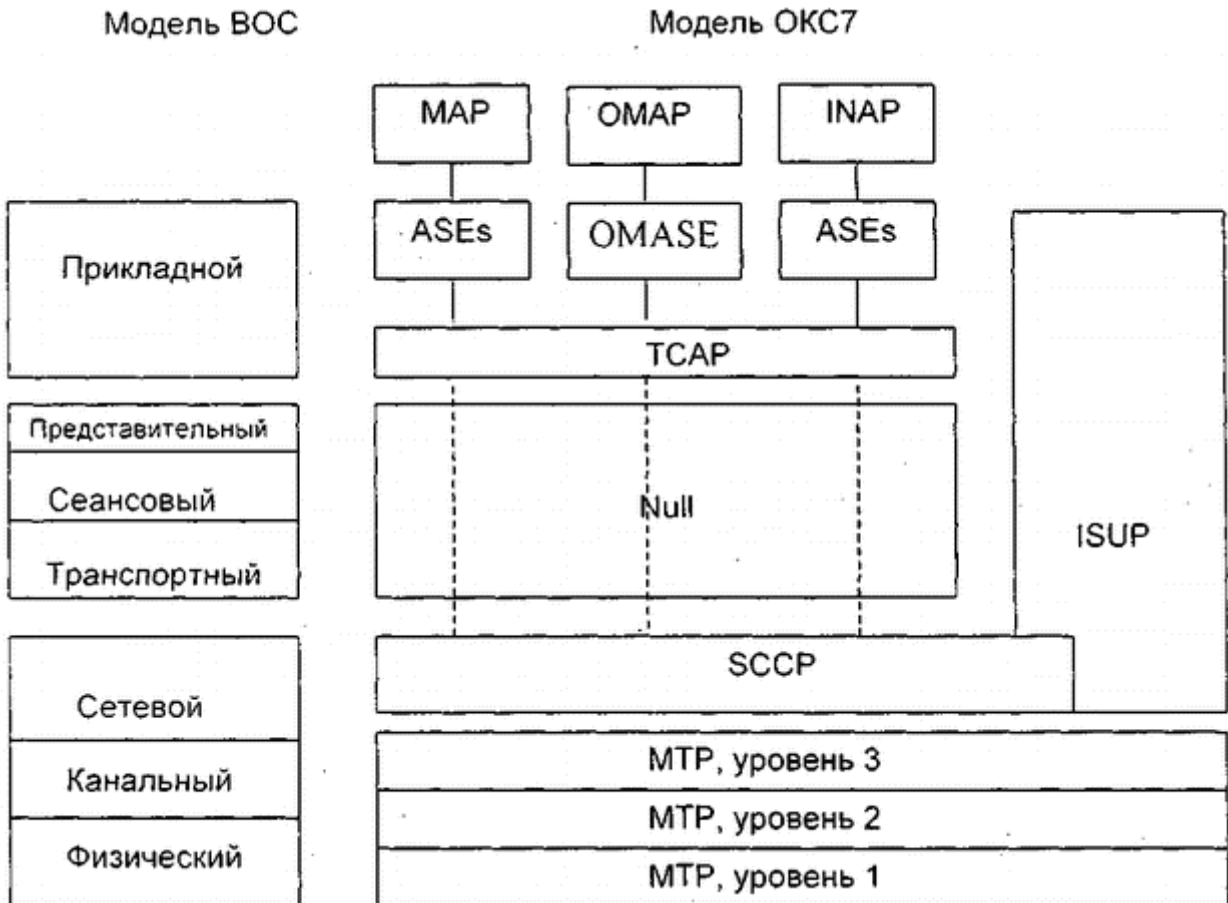 Модель ВОС Модель ОКС7
MAP OMAP INAP
ASEs OMASE ASEs
Прикладной
TCAP
Представительный
Сеансовый Null
Транспортный ISUP
SCCP
Сетевой
MTP, уровень 3
Канальный
MTP, уровень 2
Физический
MTP, уровень 1